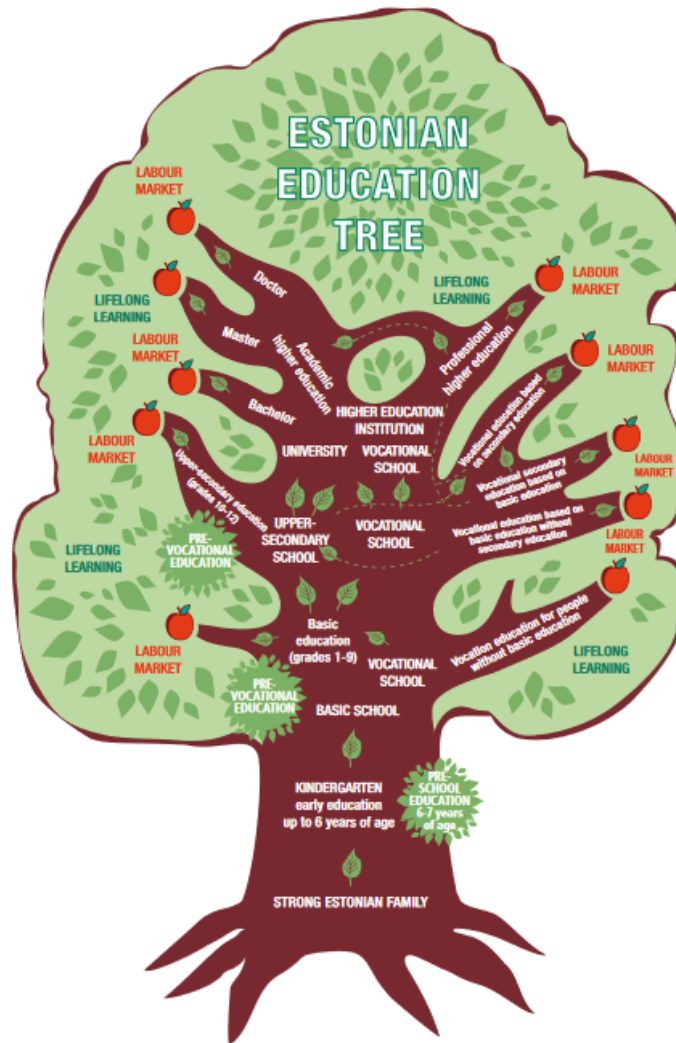 ESTONIAN
EDUCATION
TREE
LABOUR
MARKET
Doctor
LIFELONG
LEARNING
Master
Academic
higher education
LABOUR
MARKET
Bachelor
LABOUR
MARKET
Upper-secondary education
(grades 10-12)
LIFELONG
LEARNING
LABOUR
MARKET
Professional
higher education
HIGHER EDUCATION
INSTITUTION
UNIVERSITY
VOCATIONAL
SCHOOL
LABOUR
MARKET
Vocational education based
on secondary education
LABOUR
MARKET
Vocational secondary
education based on
basic education
LABOUR
MARKET
Vocational education based on
basic education without
secondary education
UPPER-
SECONDARY
SCHOOL
VOCATIONAL
SCHOOL
LIFELONG
LEARNING
PRE-
VOCATIONAL
EDUCATION
LABOUR
MARKET
Basic
education
(grades 1-9)
VOCATIONAL
SCHOOL
Vocation education for people
without basic education
LABOUR
MARKET
LIFELONG
LEARNING
PRE-
VOCATIONAL
EDUCATION
BASIC SCHOOL
KINDERGARTEN
early education
up to 6 years of age
PRE-
SCHOOL
EDUCATION
6-7 years
of age
STRONG ESTONIAN FAMILY